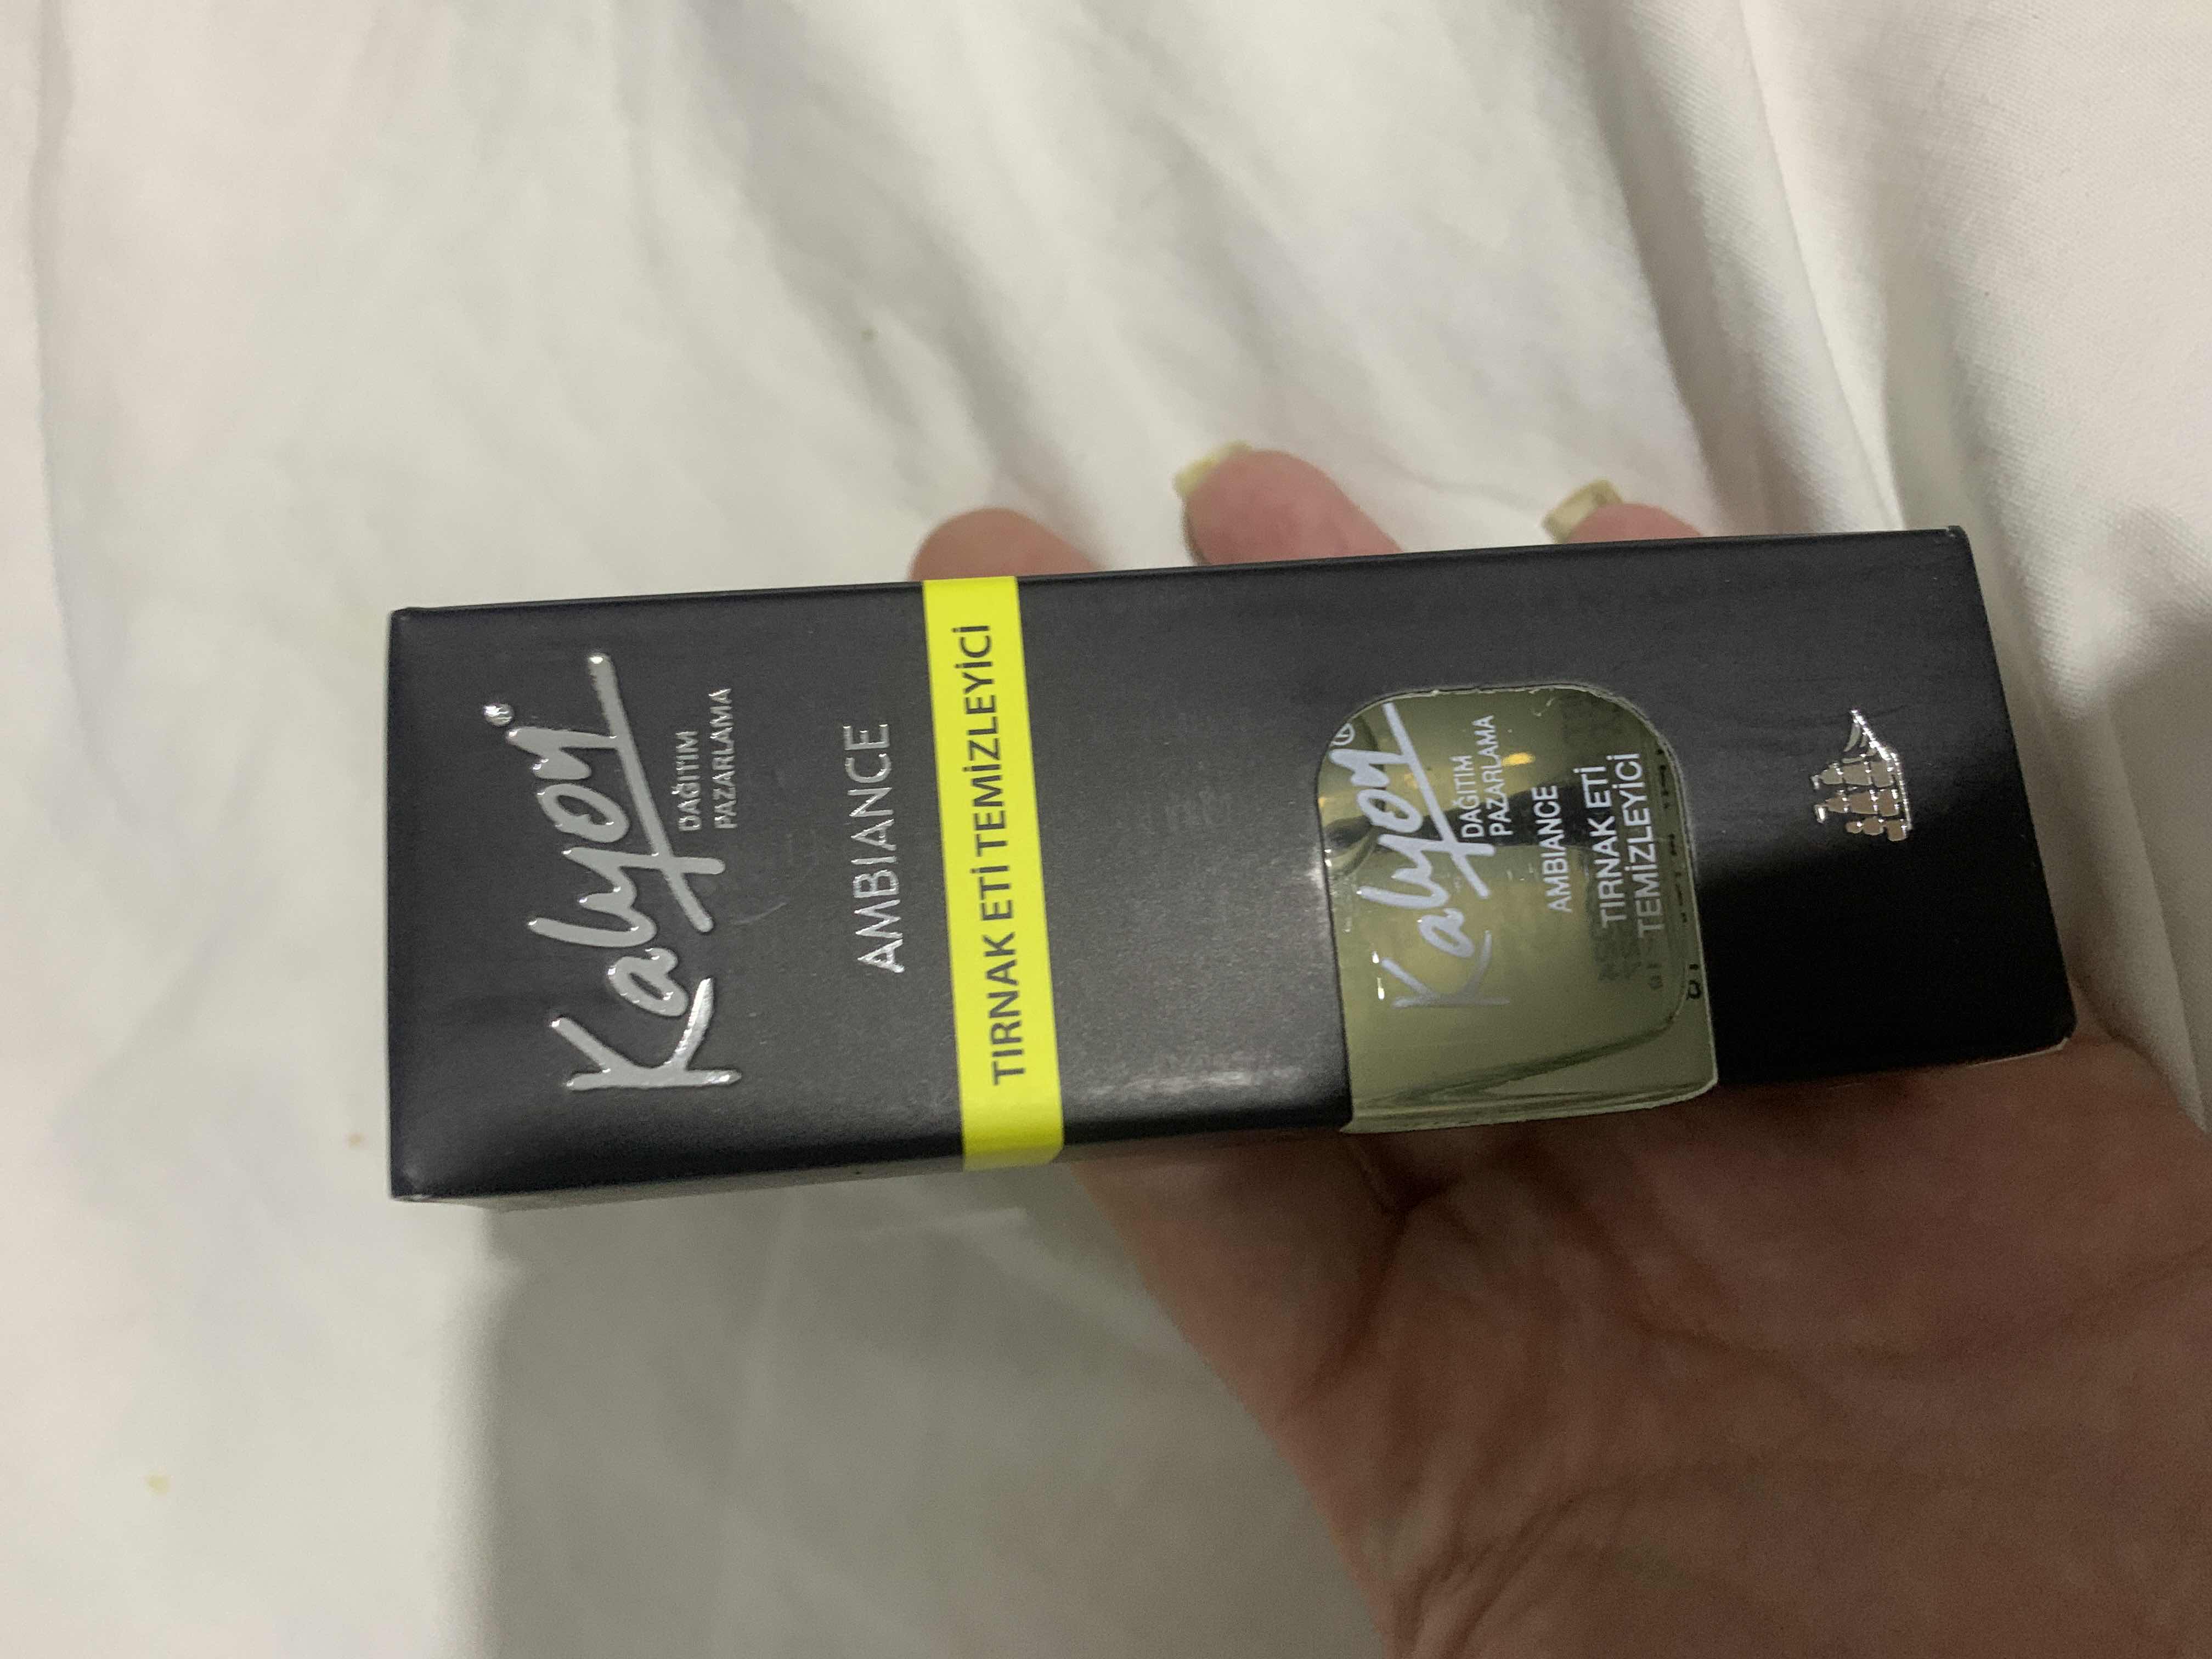 Kalyon®
DAĞITIM
PAZARLAMA
AMBIANCE
TIRNAK ETİ TEMİZLEYİCİ
Kalyon®
DAĞITIM
PAZARLAMA
AMBIANCE
TIRNAK ETİ
TEMİZLEYİCİ